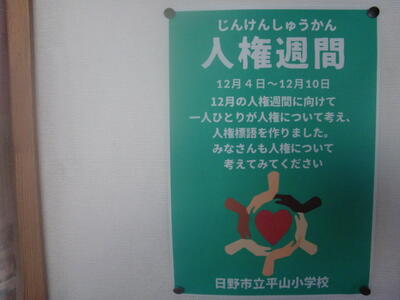 じんけんしゅうかん
人権週間
12月4日～12月10日
12月の人権週間に向けて
一人ひとりが人権について考え、
人権標語を作りました。
みなさんも人権について
考えてみてください
日野市立平山小学校